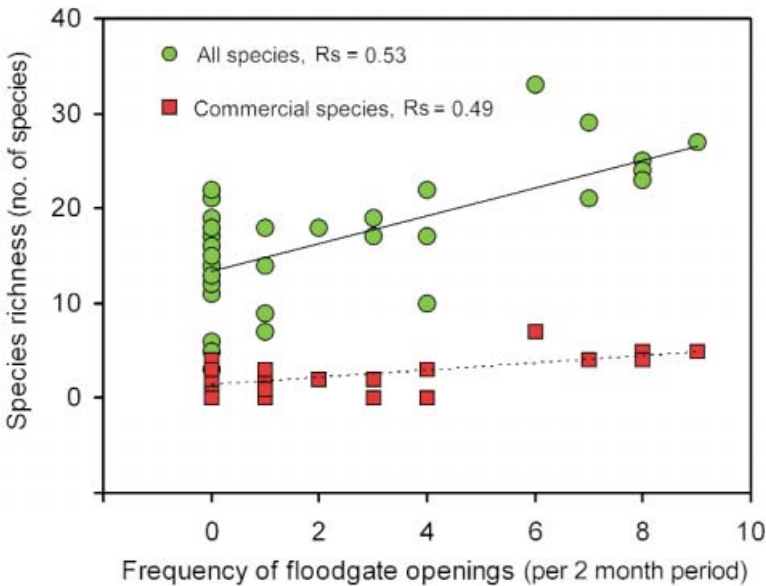 40
30
20
10
0
Species richness (no. of species)
All species, Rs = 0.53
Commercial species, Rs = 0.49
0 2 4 6 8 10
Frequency of floodgate openings (per 2 month period)